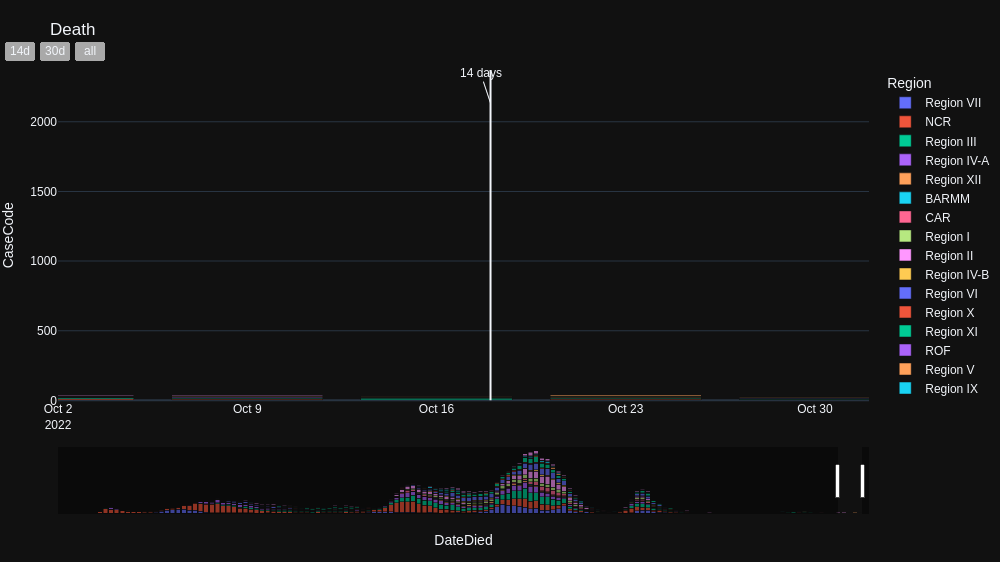 Death
14d 30d all
14 days
2000
1500
1000
500
0
CaseCode
Oct 2 Oct 9 Oct 16 Oct 23 Oct 30
2022
DateDied
Region
Region VII
NCR
Region III
Region IV-A
Region XII
BARMM
CAR
Region I
Region II
Region IV-B
Region VI
Region X
Region XI
ROF
Region V
Region IX